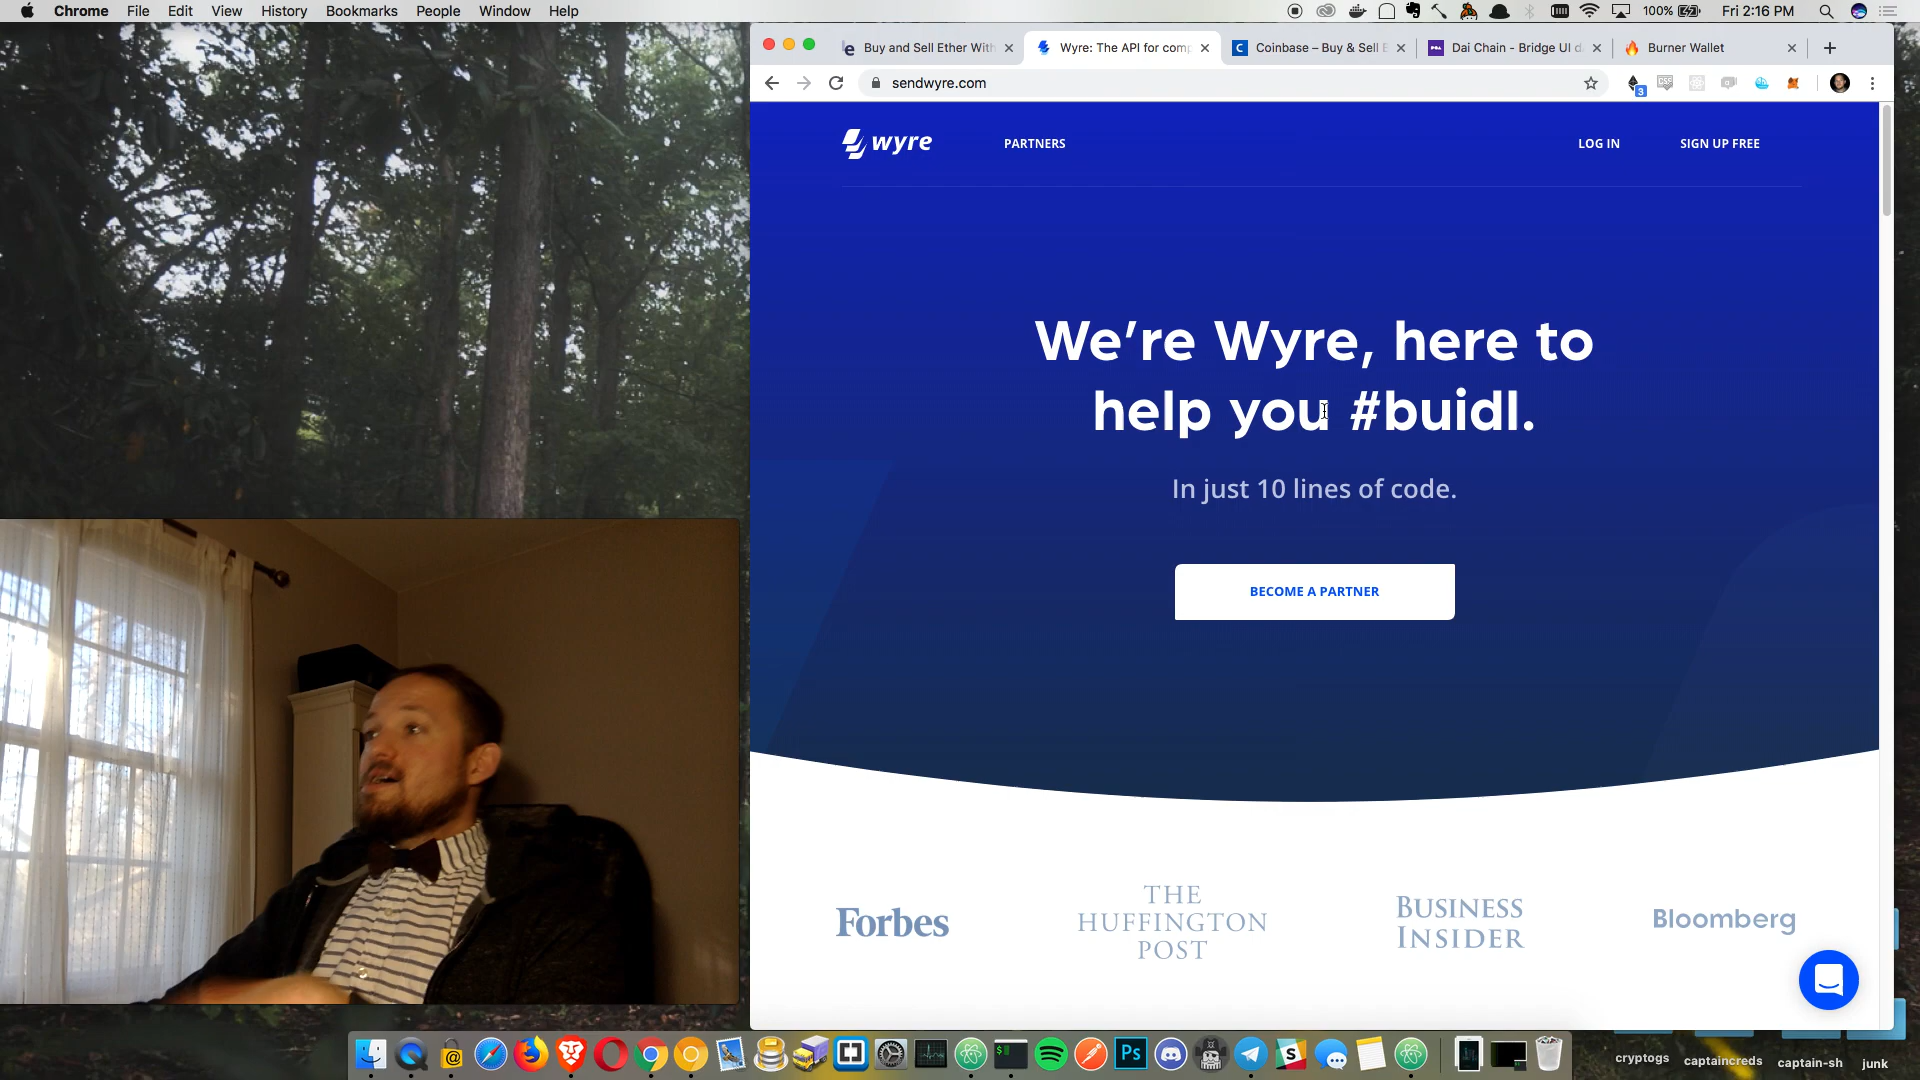 Chrome File Edit View History Bookmarks People Window Help
100% Fri 2:16 PM
Buy and Sell Ether With
Wyre: The API for comp
Coinbase – Buy & Sell
Dai Chain - Bridge UI d
Burner Wallet
sendwyre.com
3
wyre
PARTNERS
LOG IN
SIGN UP FREE
We're Wyre, here to
help you #buidl.
In just 10 lines of code.
BECOME A PARTNER
Forbes
THE
HUFFINGTON
POST
BUSINESS
INSIDER
Bloomberg
cryptogs
captaincreds
captain-sh
junk